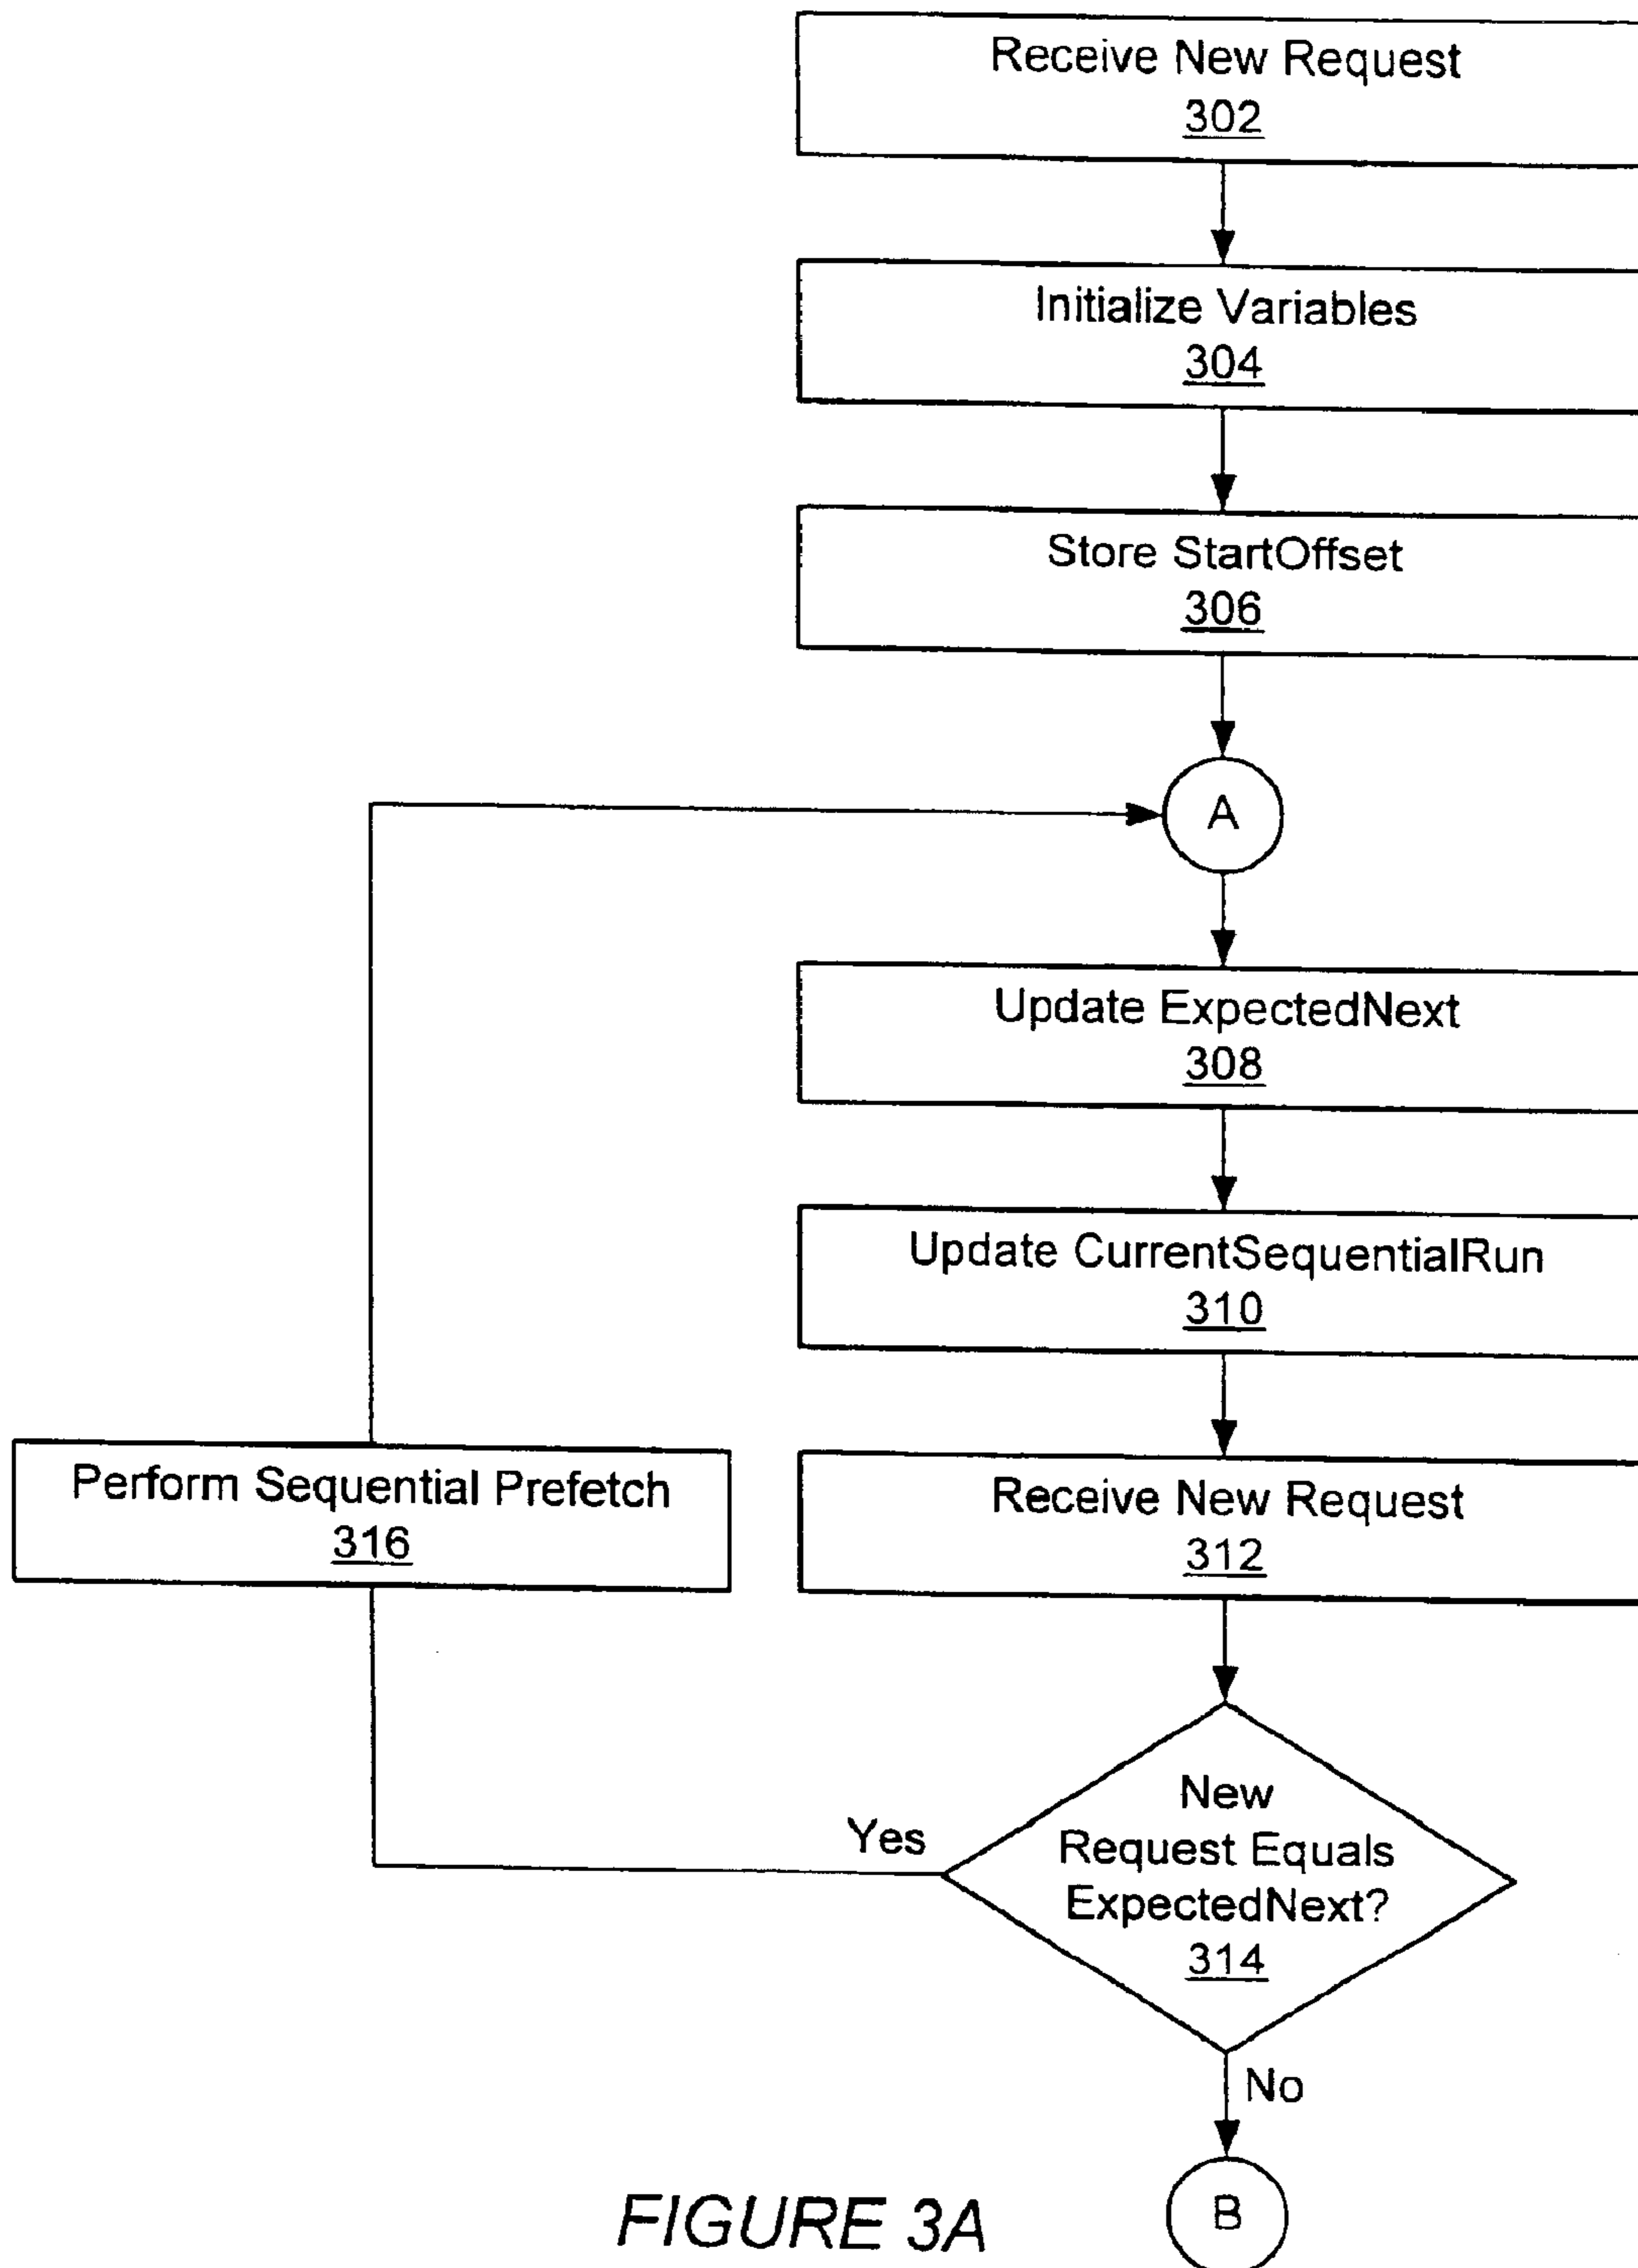 Receive New Request
302
Initialize Variables
304
Store StartOffset
306
A
Update ExpectedNext
308
Update CurrentSequentialRun
310
Perform Sequential Prefetch
316
Receive New Request
312
New
Request Equals
ExpectedNext?
314
Yes
No
B
FIGURE 3A